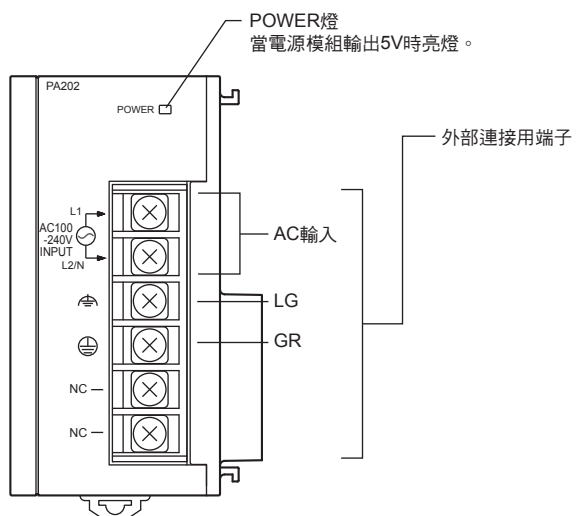 POWER燈
當電源模組輸出5V時亮燈。
PA202
POWER
外部連接用端子
L1
AC100
-240V
INPUT
L2/N
AC輸入
LG
GR
NC
NC